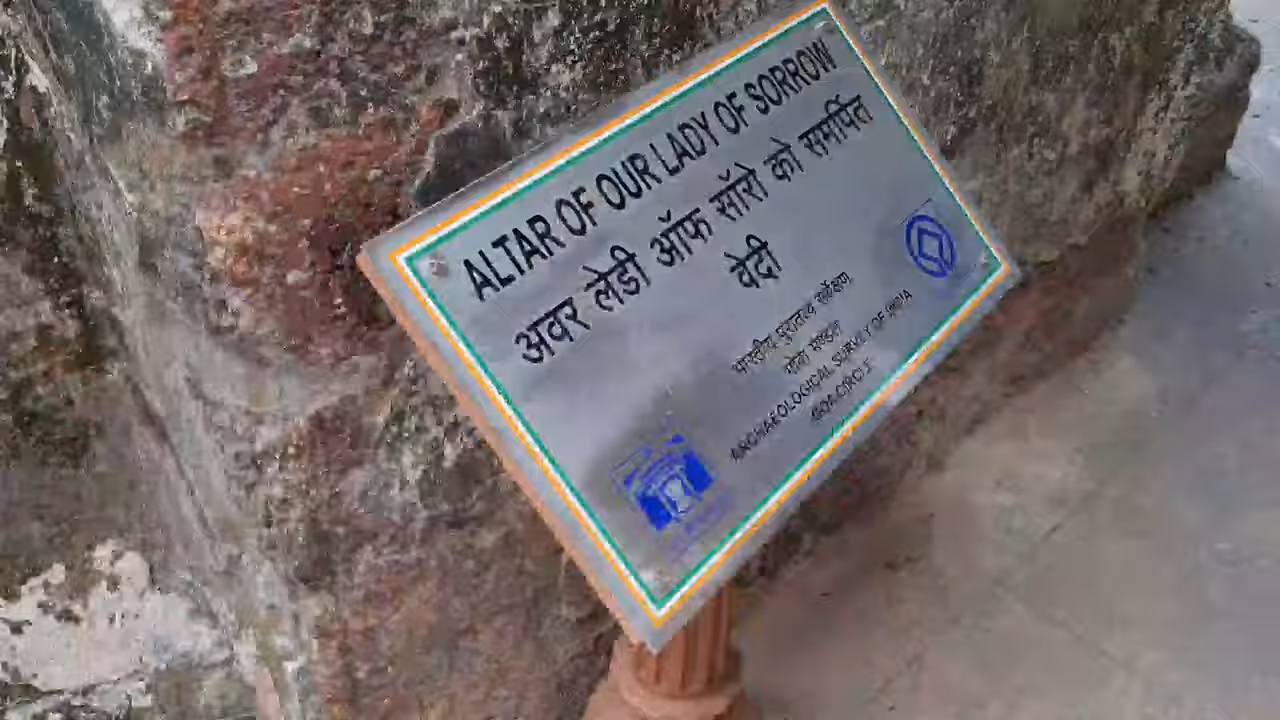 ALTAR OF OUR LADY OF SORROW
अवर लेडी ऑफ सॉरो को समर्पित
वेदी
भारतीय पुरातत्व सर्वेक्षण
गोवा मण्डल
ARCHAEOLOGICAL SURVEY OF INDIA
GOA CIRCLE